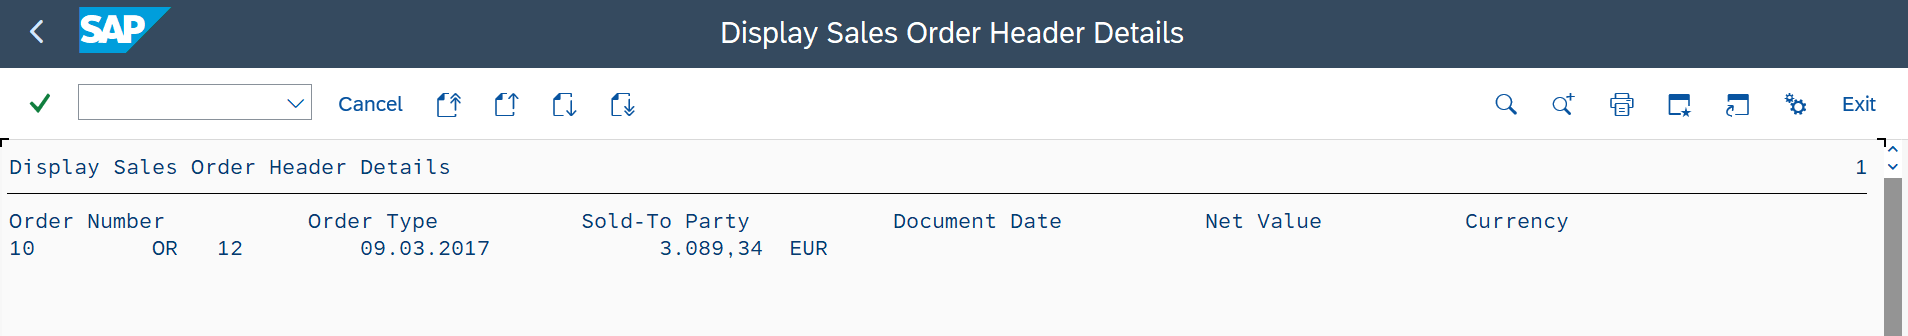 SAP Display Sales Order Header Details
Cancel Exit
Display Sales Order Header Details 1
Order Number Order Type Sold-To Party Document Date Net Value Currency
10 OR 12 09.03.2017 3.089,34 EUR